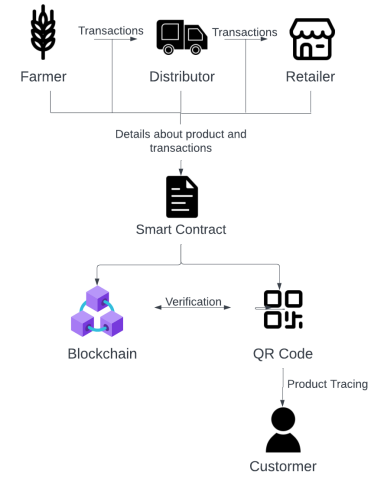 Transactions
Transactions
Farmer
Distributor
Retailer
Details about product and
transactions
Smart Contract
Verification
Blockchain
QR Code
Product Tracing
Custormer